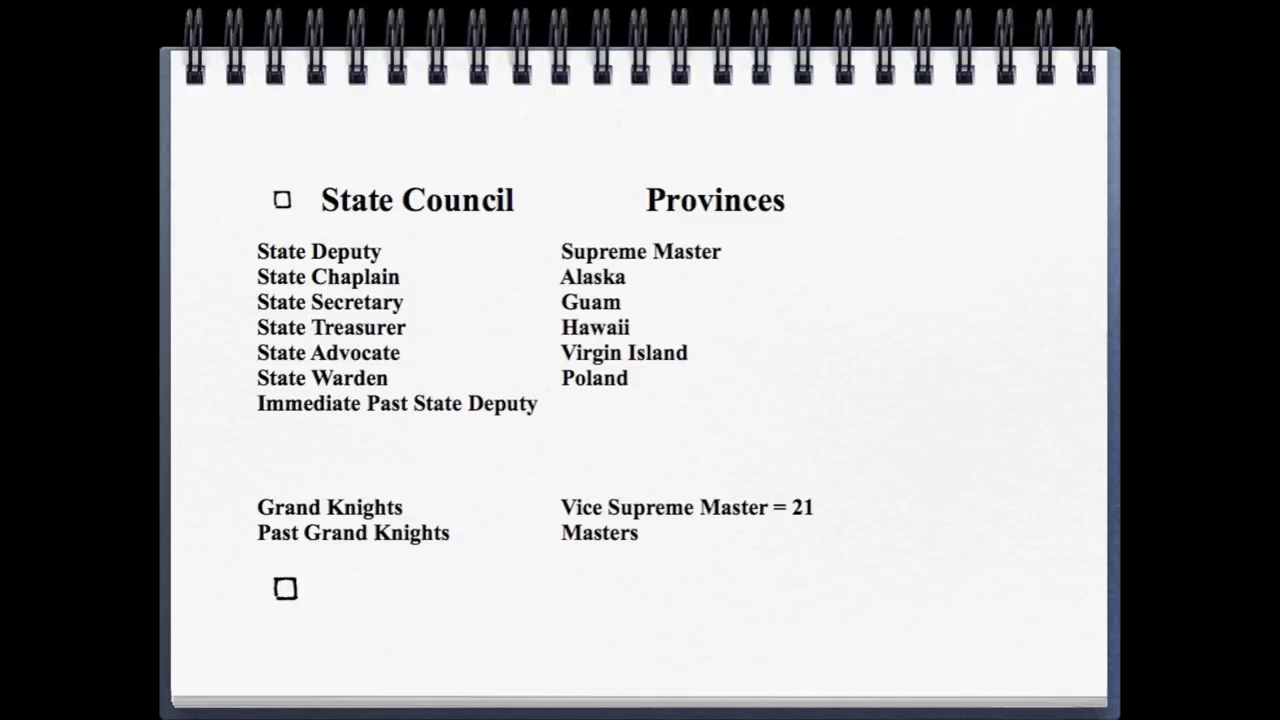 State Council Provinces
State Deputy Supreme Master
State Chaplain Alaska
State Secretary Guam
State Treasurer Hawaii
State Advocate Virgin Island
State Warden Poland
Immediate Past State Deputy
Grand Knights Vice Supreme Master = 21
Past Grand Knights Masters